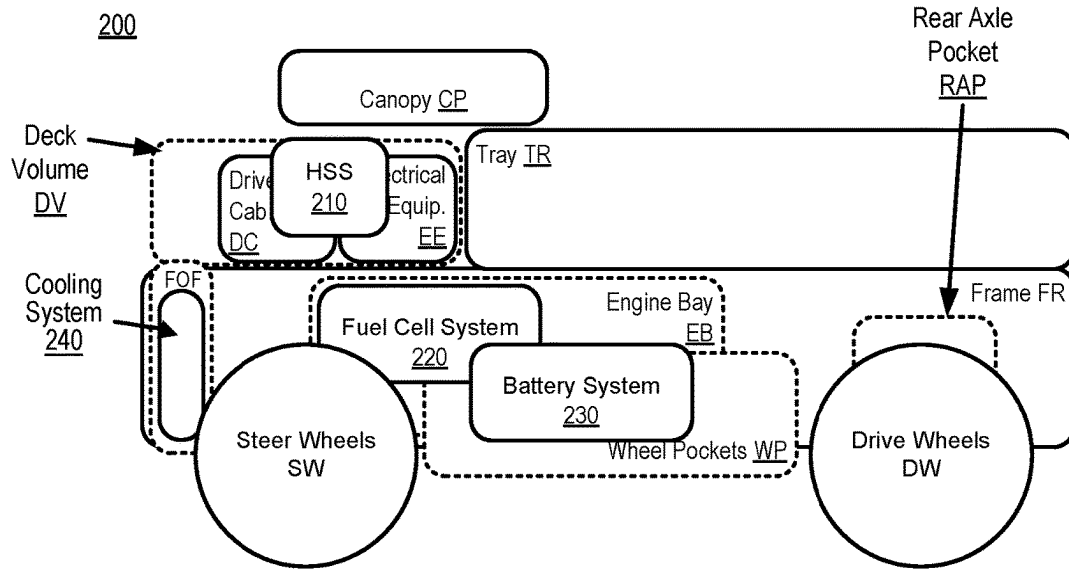 200
Rear Axle
Pocket
RAP
Canopy CP
Deck
Volume
DV
Tray TR
HSS
210
Drive
Cab
DC
ectrical
Equip.
EE
FOF
Cooling
System
240
Engine Bay
EB
Frame FR
Fuel Cell System
220
Battery System
230
Steer Wheels
SW
Wheel Pockets WP
Drive Wheels
DW